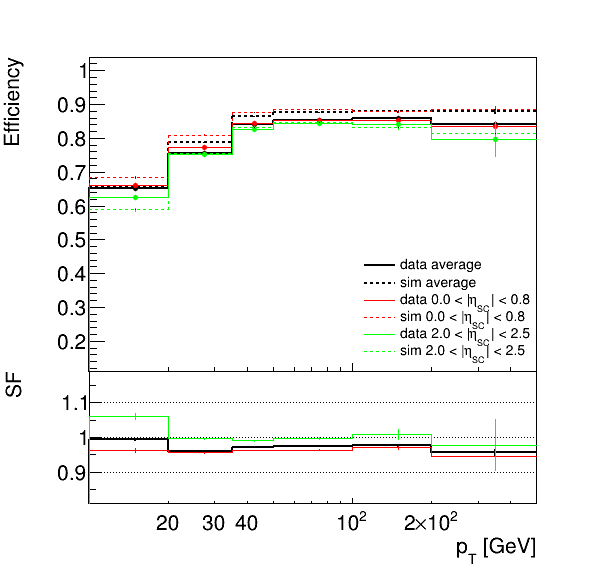 Efficiency
1
0.9
0.8
0.7
0.6
0.5
0.4
0.3
0.2
data average
sim average
data 0.0 < |η_SC| < 0.8
sim 0.0 < |η_SC| < 0.8
data 2.0 < |η_SC| < 2.5
sim 2.0 < |η_SC| < 2.5
SF
1.1
1
0.9
20 30 40 10² 2×10²
p_T [GeV]